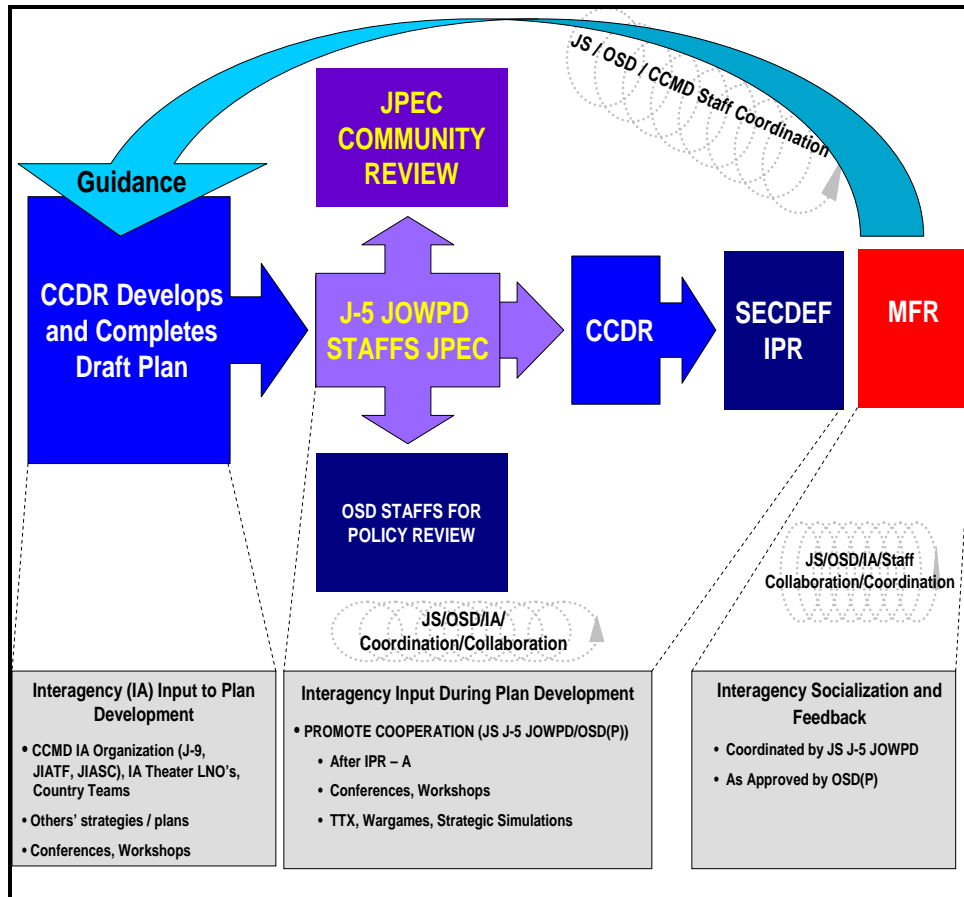 JS / OSD / CCMD Staff Coordination
JPEC
COMMUNITY
REVIEW
Guidance
CCDR Develops
and Completes
Draft Plan
J-5 JOWPD
STAFFS JPEC
CCDR
SECDEF
IPR
MFR
OSD STAFFS FOR
POLICY REVIEW
JS/OSD/IA/
Coordination/Collaboration
JS/OSD/IA/Staff
Collaboration/Coordination
Interagency (IA) Input to Plan
Development
• CCMD IA Organization (J-9,
JIATF, JIASC), IA Theater LNO's,
Country Teams
• Others' strategies / plans
• Conferences, Workshops
Interagency Input During Plan Development
• PROMOTE COOPERATION (JS J-5 JOWPD/OSD(P))
• After IPR – A
• Conferences, Workshops
• TTX, Wargames, Strategic Simulations
Interagency Socialization and
Feedback
• Coordinated by JS J-5 JOWPD
• As Approved by OSD(P)